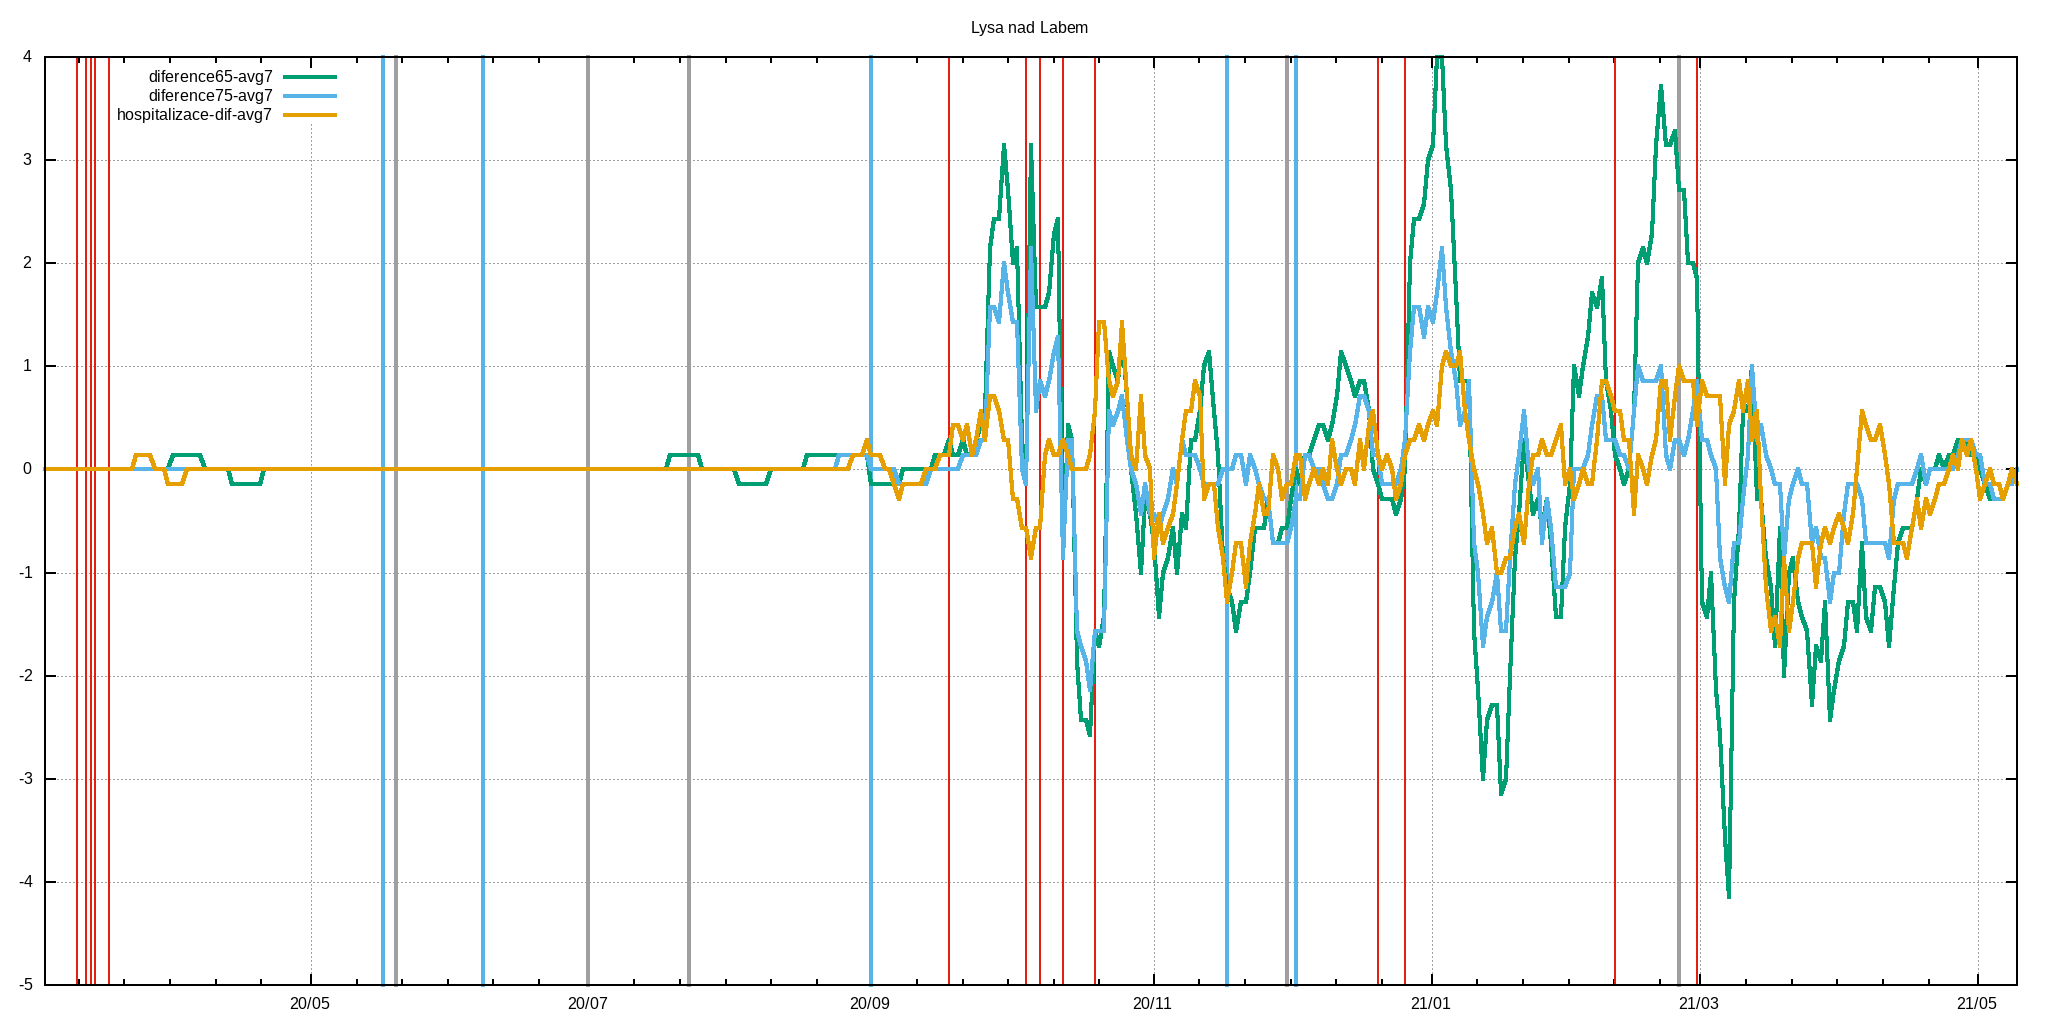 Lysa nad Labem
diference65-avg7
diference75-avg7
hospitalizace-dif-avg7
4
3
2
1
0
-1
-2
-3
-4
-5
20/05 20/07 20/09 20/11 21/01 21/03 21/05